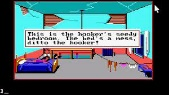 This is the hooker's seedy
bedroom. The bed's a mess,
ditto the hooker!